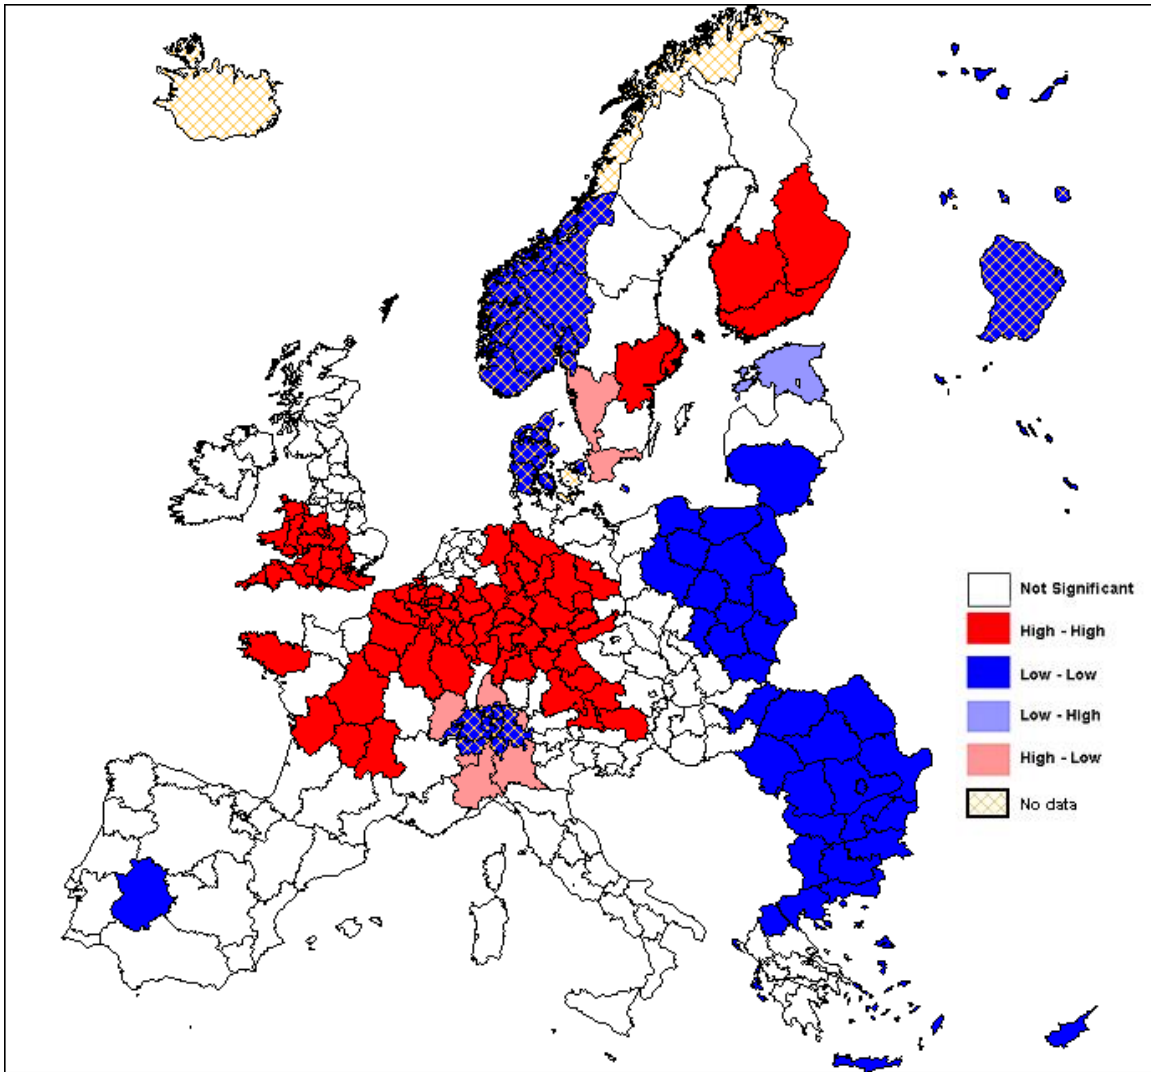 Not Significant
High - High
Low - Low
Low - High
High - Low
No data